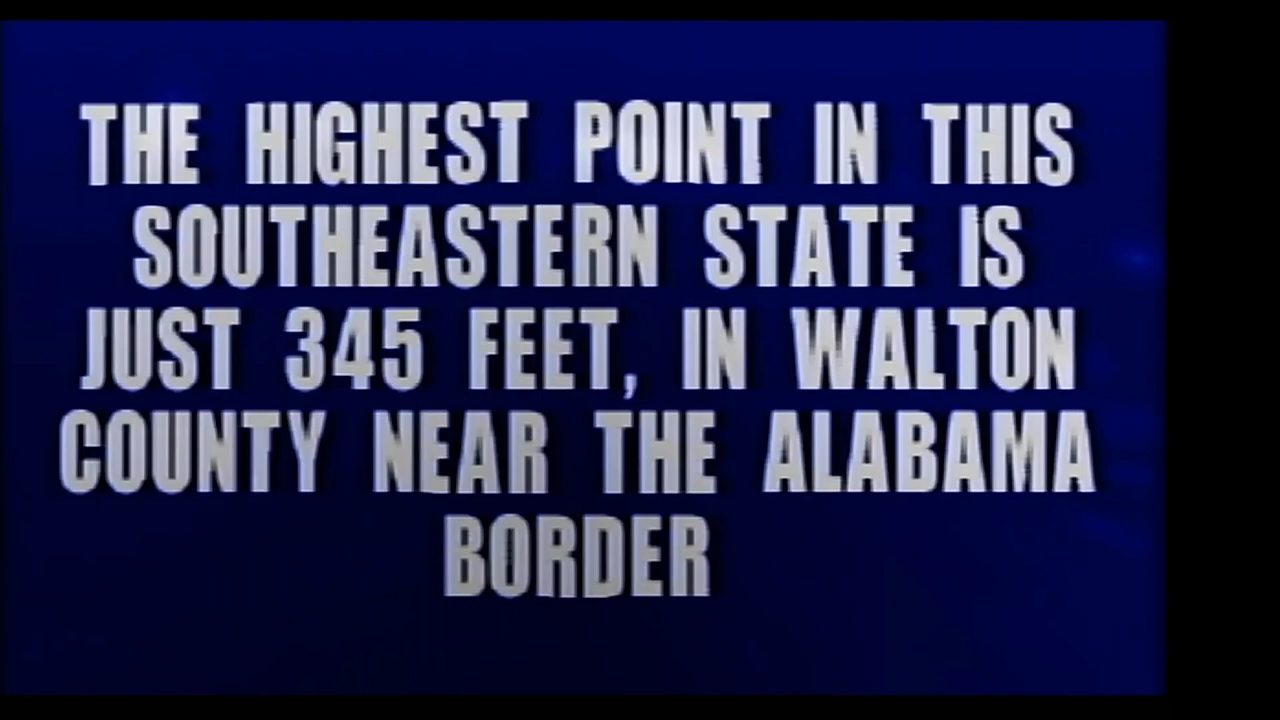 THE HIGHEST POINT IN THIS
SOUTHEASTERN STATE IS
JUST 345 FEET, IN WALTON
COUNTY NEAR THE ALABAMA
BORDER